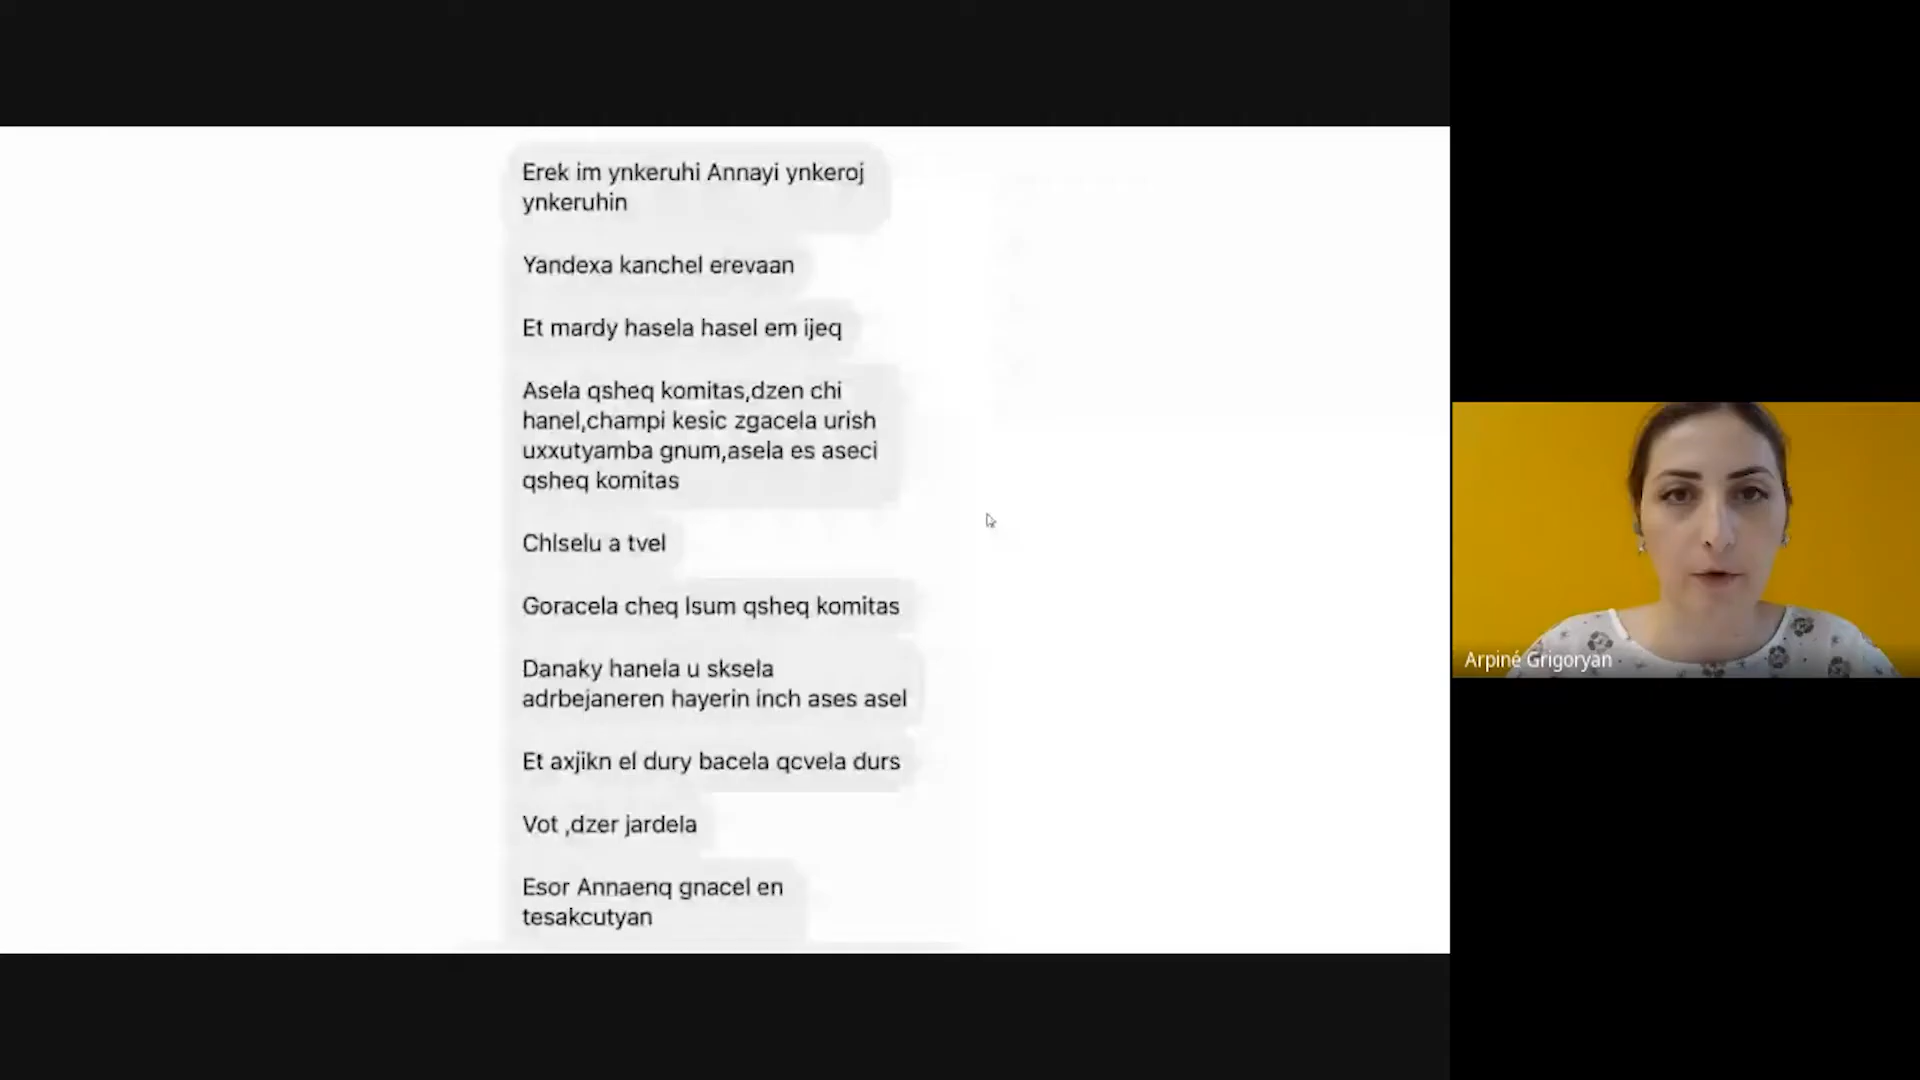 Erek im ynkeruhi Annayi ynkeroj
ynkeruhin
Yandexa kanchel erevaan
Et mardy hasela hasel em ijeq
Asela qsheq komitas,dzen chi
hanel,champi kesic zgacela urish
uxxutyamba gnum,asela es aseci
qsheq komitas
Chlselu a tvel
Goracela cheq lsum qsheq komitas
Danaky hanela u sksela
adrbejaneren hayerin inch ases asel
Et axjikn el dury bacela qcvela durs
Vot ,dzer jardela
Esor Annaenq gnacel en
tesakcutyan
Arpiné Grigoryan